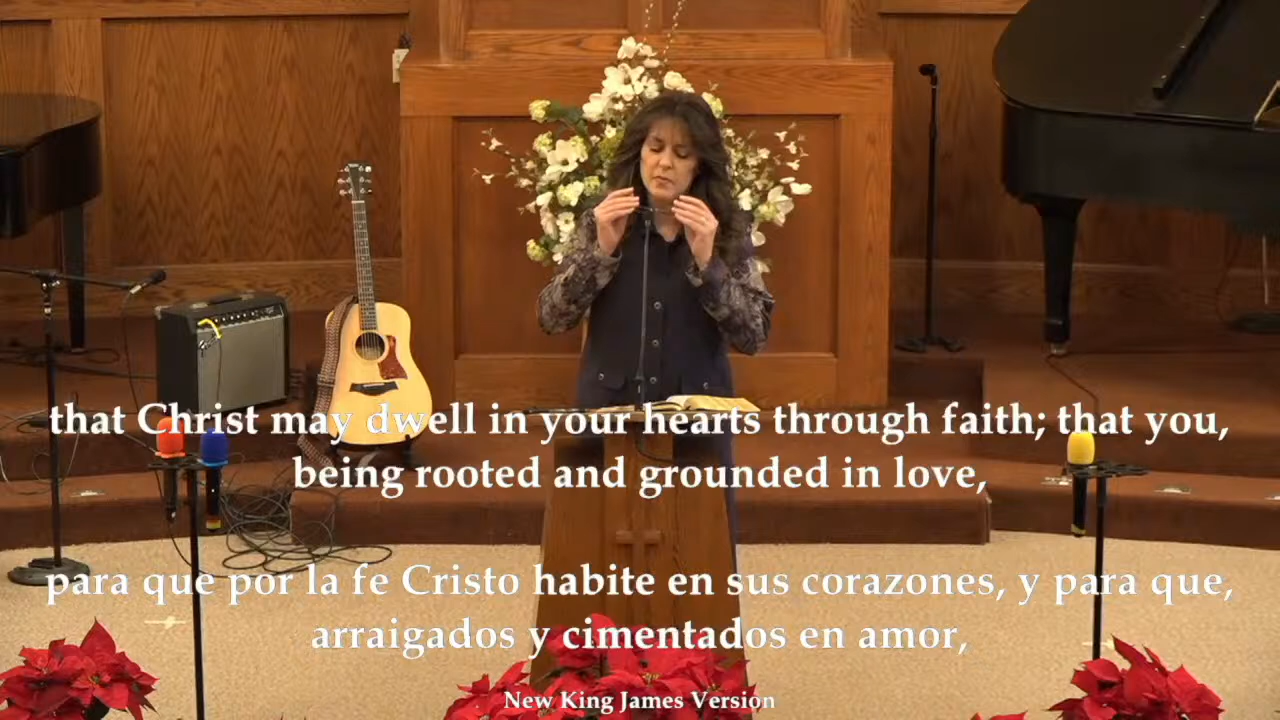 that Christ may dwell in your hearts through faith; that you,
being rooted and grounded in love,
para que por la fe Cristo habite en sus corazones, y para que,
arraigados y cimentados en amor,
New King James Version